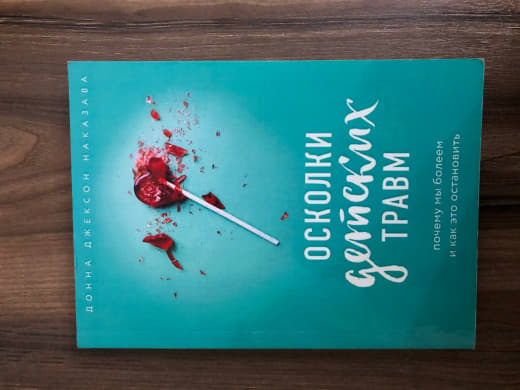 ДОННА ДЖЕКСОН НАКАЗАВА
ОСКОЛКИ
детских
ТРАВМ
почему мы болеем
и как это остановить